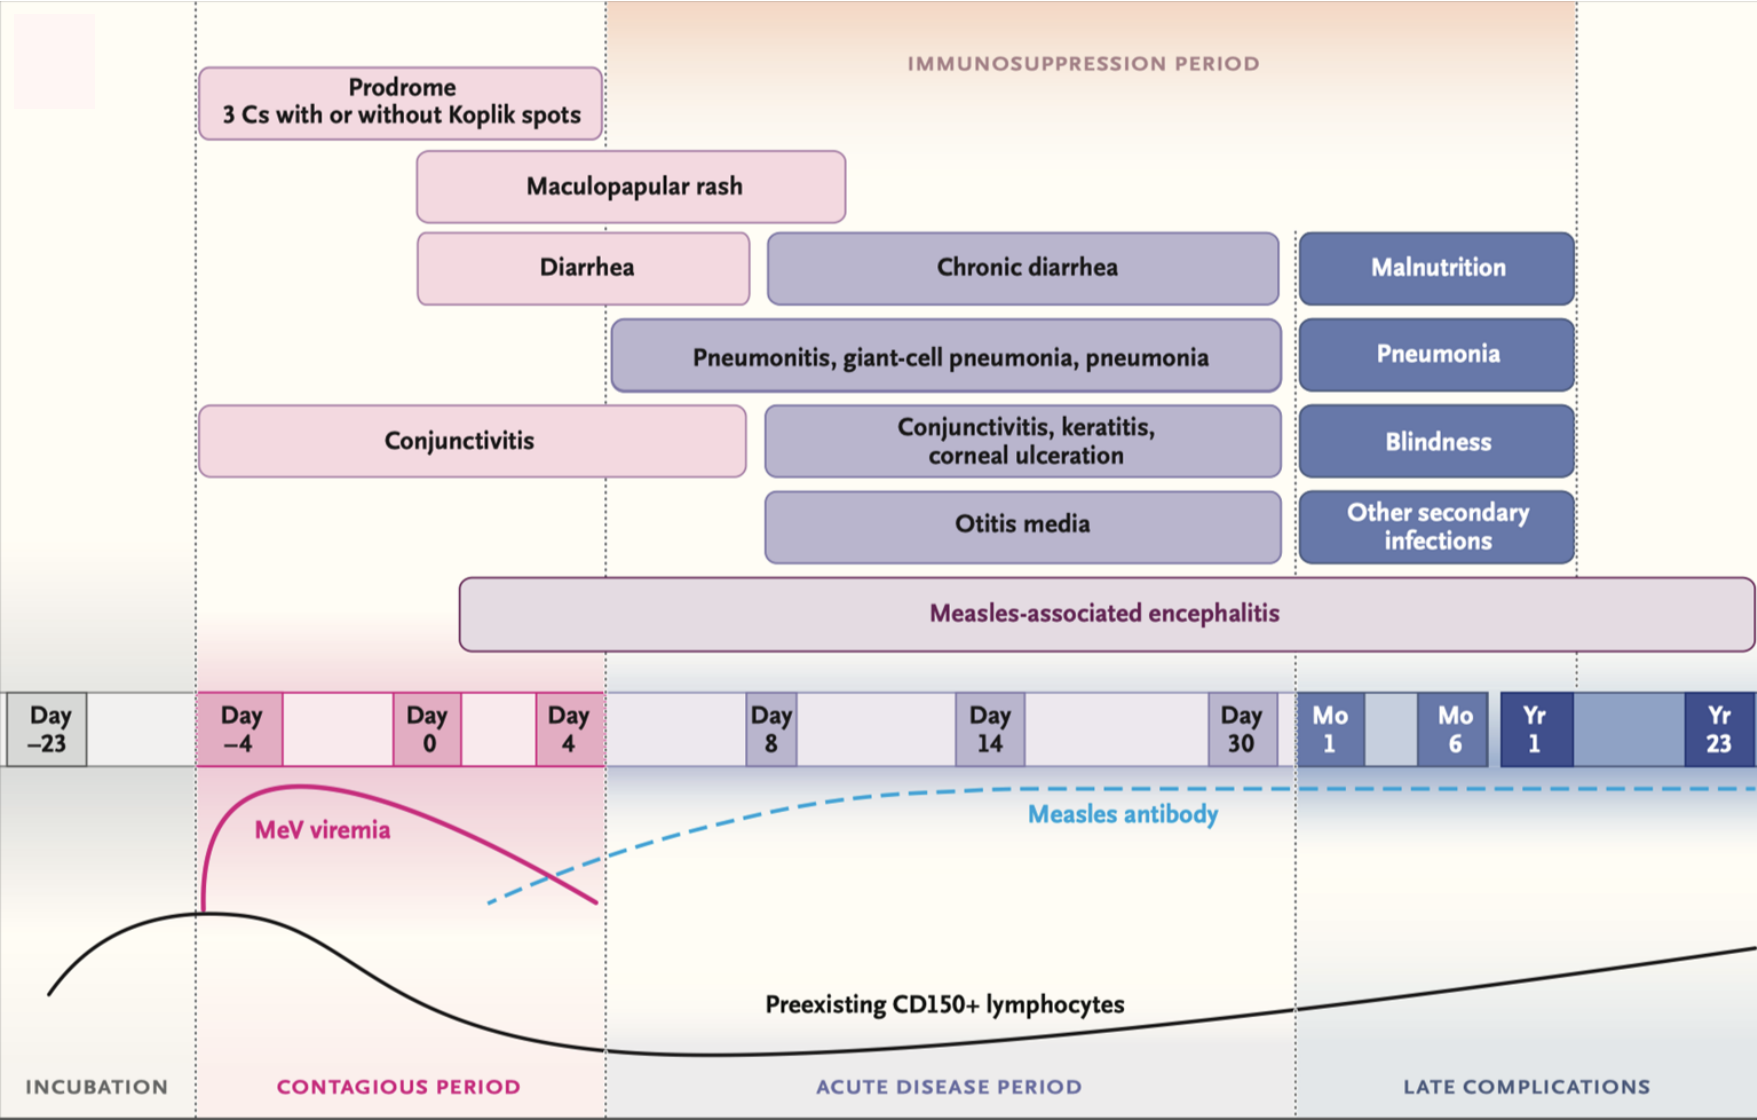 IMMUNOSUPPRESSION PERIOD
Prodrome
3 Cs with or without Koplik spots
Maculopapular rash
Diarrhea
Chronic diarrhea
Malnutrition
Pneumonitis, giant-cell pneumonia, pneumonia
Pneumonia
Conjunctivitis
Conjunctivitis, keratitis,
corneal ulceration
Blindness
Otitis media
Other secondary
infections
Measles-associated encephalitis
Day
–23
Day
–4
Day
0
Day
4
Day
8
Day
14
Day
30
Mo
1
Mo
6
Yr
1
Yr
23
MeV viremia
Measles antibody
Preexisting CD150+ lymphocytes
INCUBATION
CONTAGIOUS PERIOD
ACUTE DISEASE PERIOD
LATE COMPLICATIONS